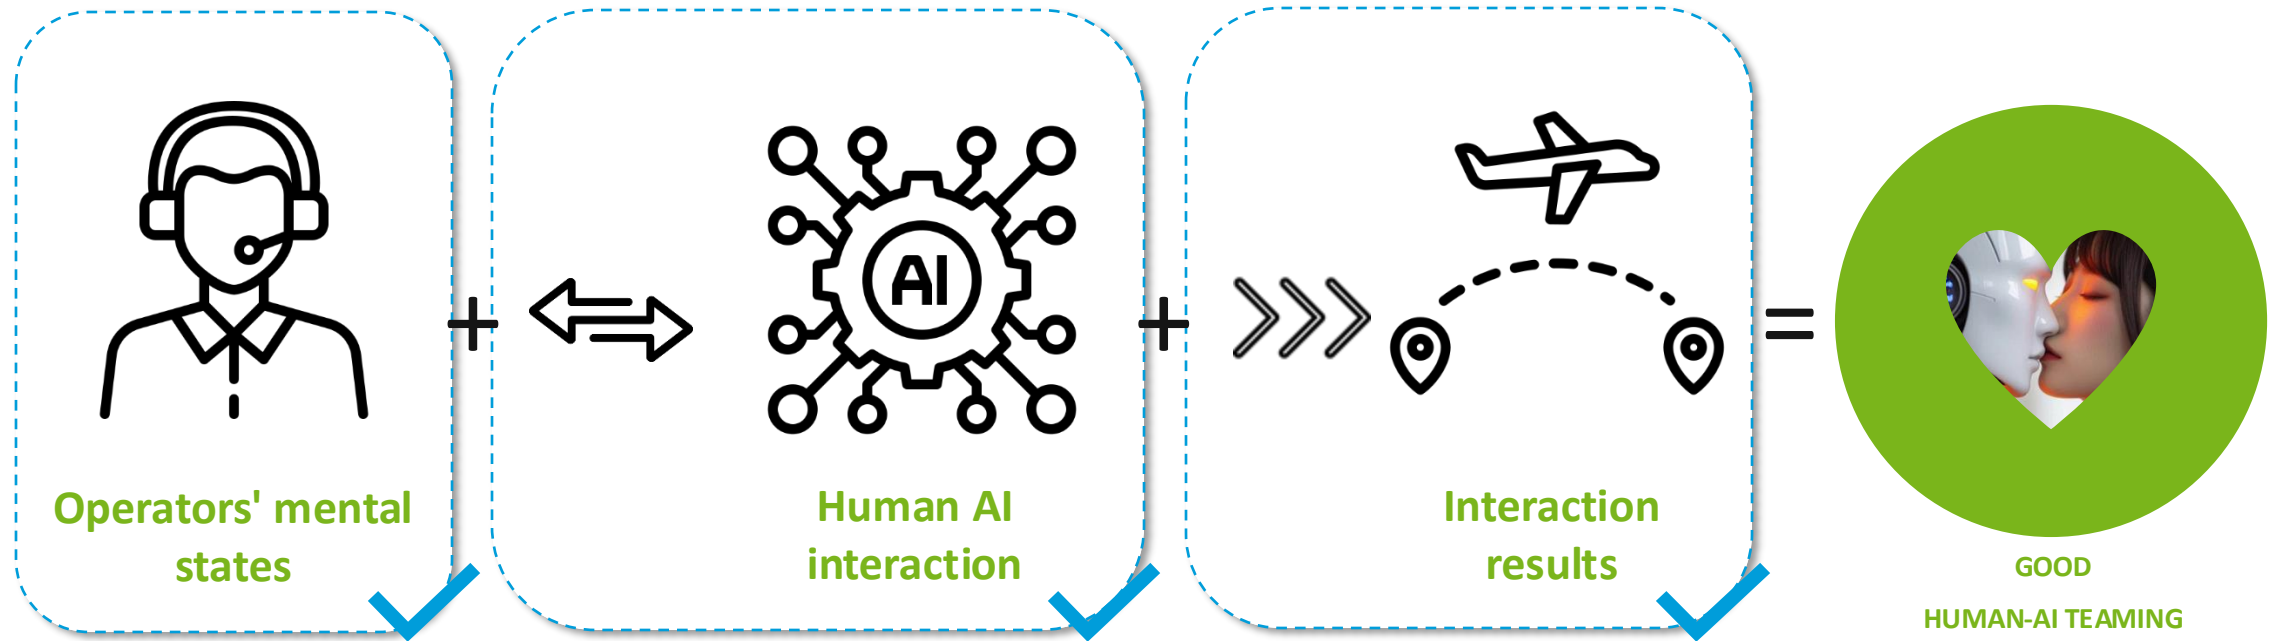 AI
+
+
=
Operators' mental
states
Human AI
interaction
Interaction
results
GOOD
HUMAN-AI TEAMING